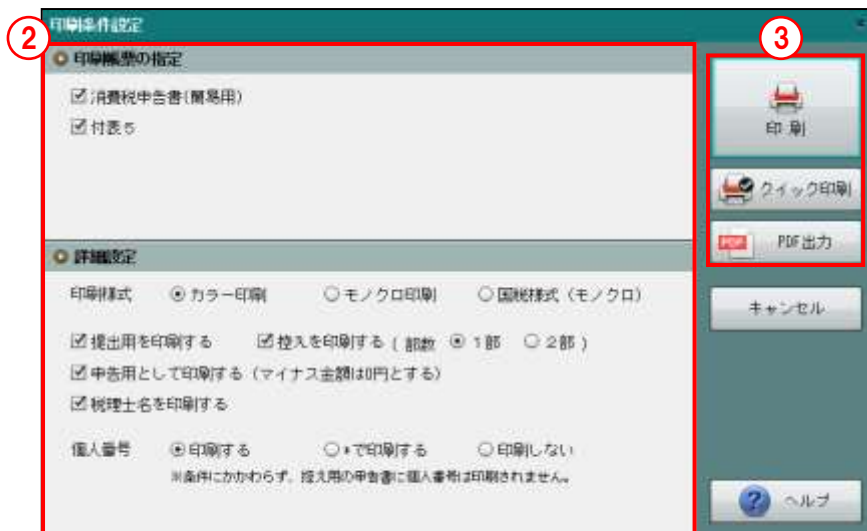 印刷条件設定
②
③
印刷帳票の指定
☑消費税申告書(簡易用)
☑付表5
詳細設定
印刷様式 ◉カラー印刷 ○モノクロ印刷 ○国税様式（モノクロ）
☑提出用を印刷する ☑控えを印刷する ( 部数 ◉1部 ○2部 )
☑申告用として印刷する（マイナス金額は0円とする）
☑税理士名を印刷する
個人番号 ◉印刷する ○*で印刷する ○印刷しない
※条件にかかわらず、控え用の申告書に個人番号は印刷されません。
印 刷
クイック印刷
PDF PDF出力
キャンセル
? ヘルプ